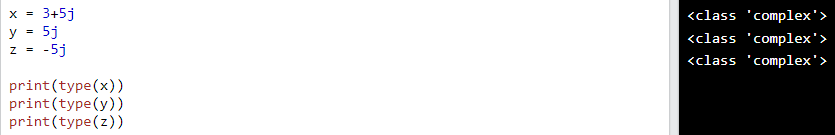 x = 3+5j
y = 5j
z = -5j
print(type(x))
print(type(y))
print(type(z))
<class 'complex'>
<class 'complex'>
<class 'complex'>